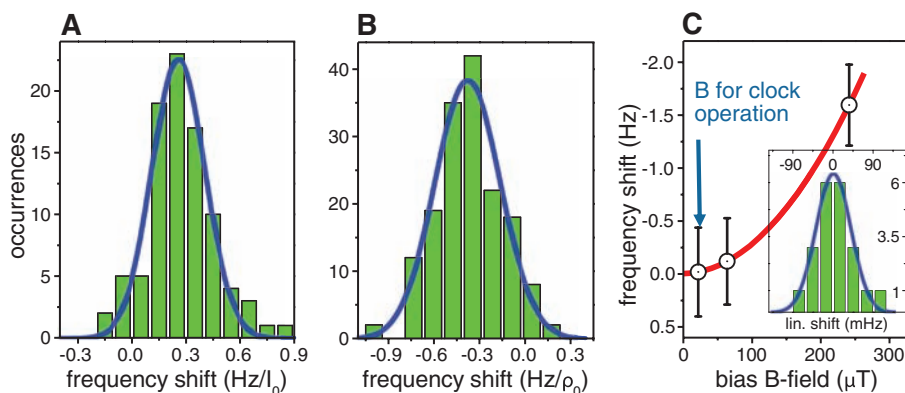 A
occurrences
20
15
10
5
0
-0.3 0.0 0.3 0.6 0.9
frequency shift (Hz/I₀)
B
40
30
20
10
0
-0.9 -0.6 -0.3 0.0 0.3
frequency shift (Hz/ρ₀)
C
frequency shift (Hz)
-2.0
-1.5
-1.0
-0.5
0.0
0.5
B for clock
operation
-90 0 90
6
3.5
1
lin. shift (mHz)
0 100 200 300
bias B-field (μT)